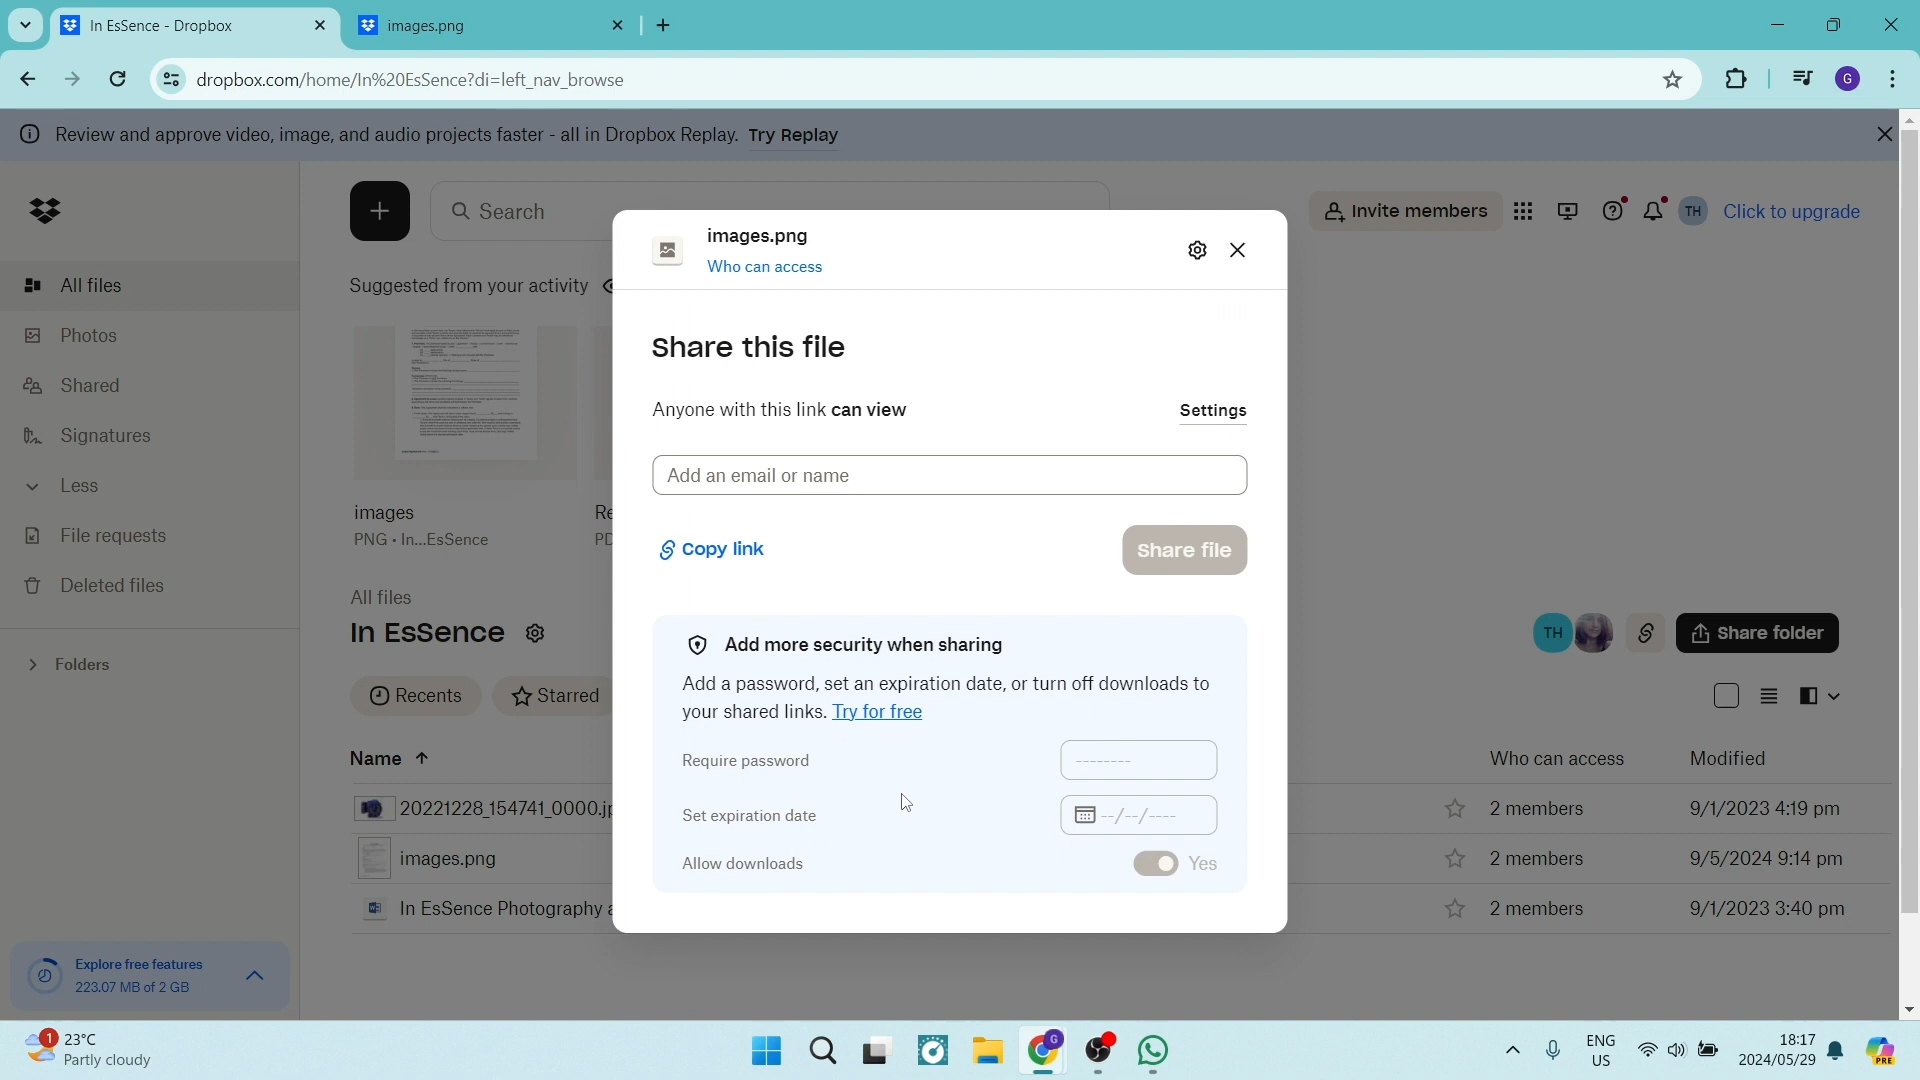 In EsSence - Dropbox
images.png
dropbox.com/home/In%20EsSence?di=left_nav_browse
G
Review and approve video, image, and audio projects faster - all in Dropbox Replay. Try Replay
Search
Invite members
TH
Click to upgrade
All files
Photos
Shared
Signatures
Less
File requests
Deleted files
Folders
Explore free features
223.07 MB of 2 GB
Suggested from your activity
images
PNG • In...EsSence
Re
PD
All files
In EsSence
TH
Share folder
Recents
Starred
Name
Who can access
Modified
20221228_154741_0000.jp
2 members
9/1/2023 4:19 pm
images.png
2 members
9/5/2024 9:14 pm
In EsSence Photography a
2 members
9/1/2023 3:40 pm
images.png
Who can access
Share this file
Anyone with this link can view
Settings
Add an email or name
Copy link
Share file
Add more security when sharing
Add a password, set an expiration date, or turn off downloads to
your shared links. Try for free
Require password
--------
Set expiration date
--/--/----
Allow downloads
Yes
1
23°C
Partly cloudy
G
ENG
US
18:17
2024/05/29
PRE